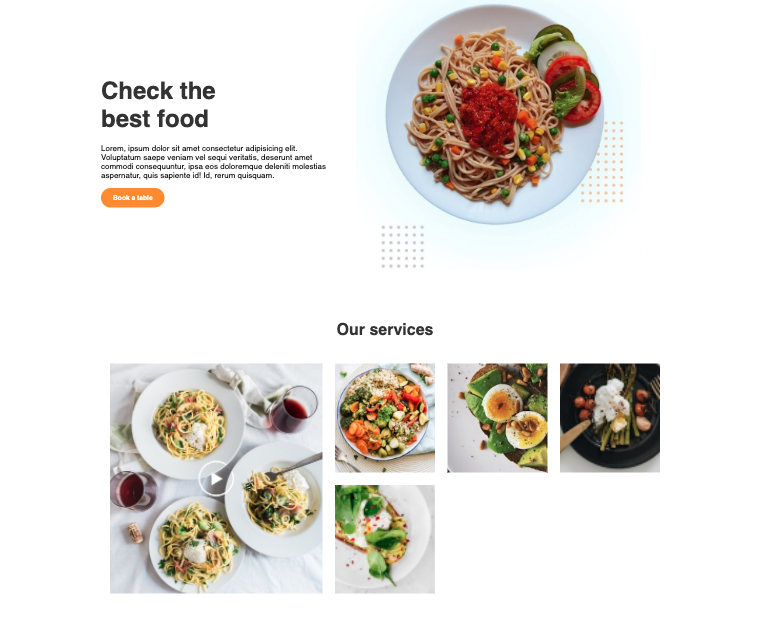 Check the
best food
Lorem, ipsum dolor sit amet consectetur adipisicing elit.
Voluptatum saepe veniam vel sequi veritatis, deserunt amet
commodi consequuntur, ipsa eos doloremque deleniti molestias
aspernatur, quis sapiente id! Id, rerum quisquam.
Book a table
Our services